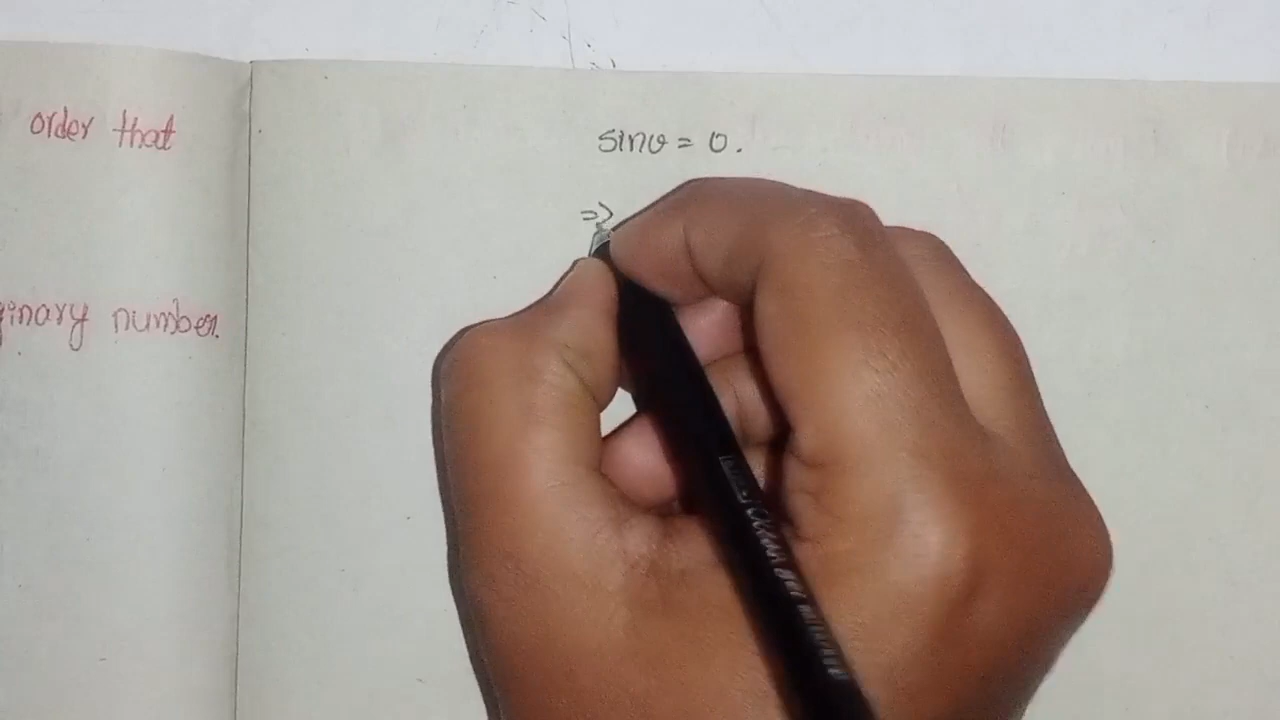 order that
ginary number.
sinθ = 0.
⇒